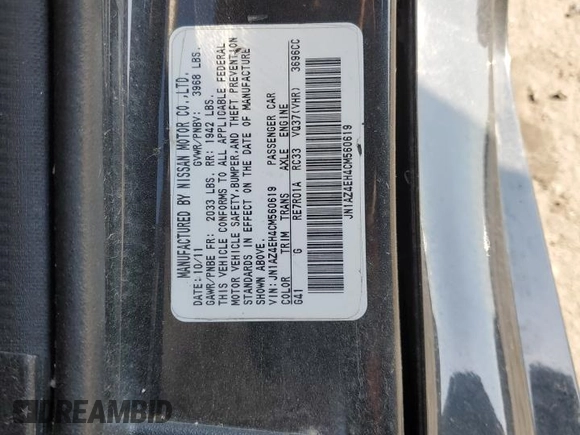 MANUFACTURED BY NISSAN MOTOR CO.,LTD.
DATE:10/11 GVWR/PNBV: 3968 LBS.
GAWR/PNBE FR: 2033 LBS. RR: 1942 LBS.
THIS VEHICLE CONFORMS TO ALL APPLICABLE FEDERAL
MOTOR VEHICLE SAFETY,BUMPER,AND THEFT PREVENTION
STANDARDS IN EFFECT ON THE DATE OF MANUFACTURE
SHOWN ABOVE.
VIN: JN1AZ4EH4CM560619 PASSENGER CAR
COLOR TRIM TRANS AXLE ENGINE
G41 G RE7R01A RC33 VQ37(VHR) 3696CC
JN1AZ4EH4CM560619
DREAMBID